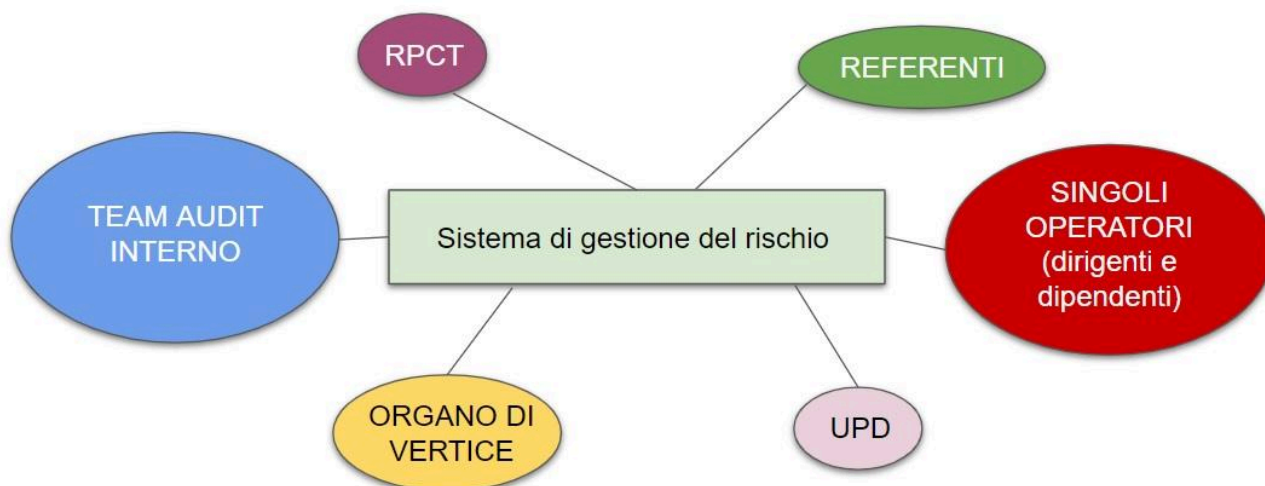 RPCT
REFERENTI
TEAM AUDIT
INTERNO
Sistema di gestione del rischio
SINGOLI
OPERATORI
(dirigenti e
dipendenti)
ORGANO DI
VERTICE
UPD